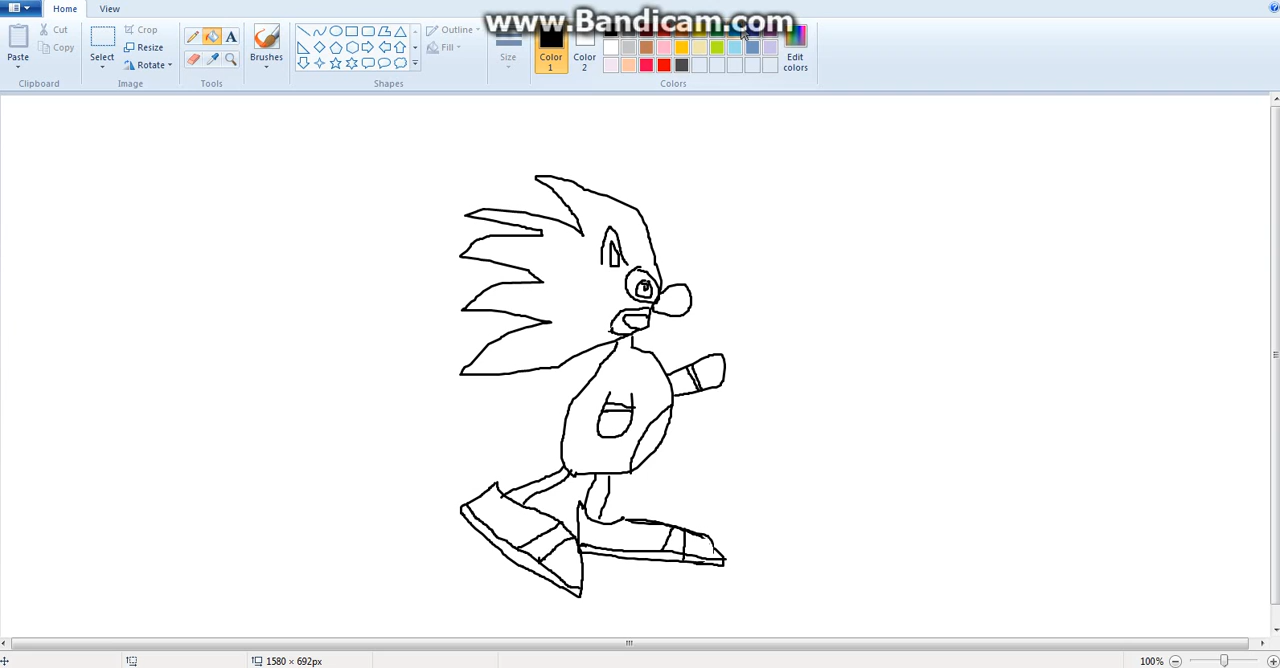 www.Bandicam.com
Home View
Cut
Copy
Paste
Clipboard
Select
Crop
Resize
Rotate
Image
A
Tools
Brushes
Shapes
Outline
Fill
Size
Color 1
Color 2
Edit colors
Colors
1580 × 692px
100%